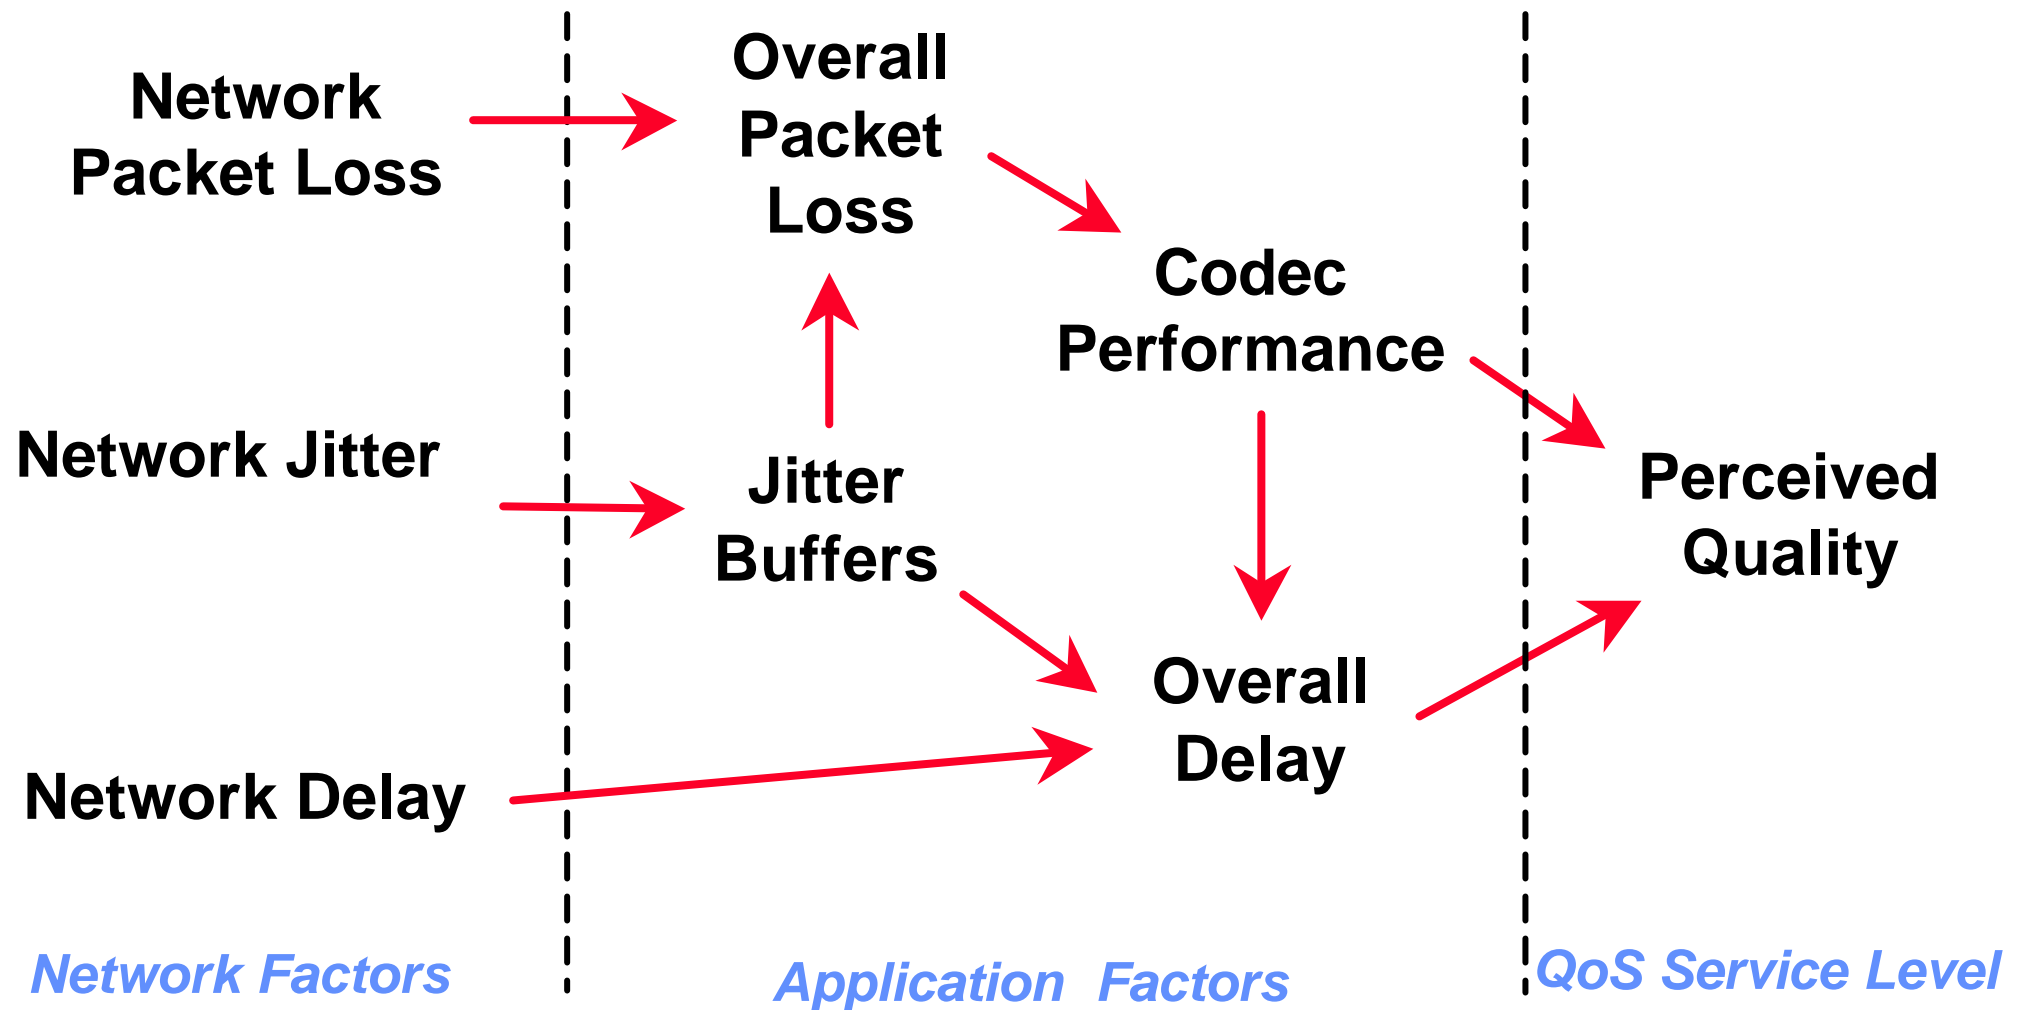 Network
Packet Loss
Overall
Packet
Loss
Codec
Performance
Network Jitter
Jitter
Buffers
Perceived
Quality
Overall
Delay
Network Delay
Network Factors
Application  Factors
QoS Service Level